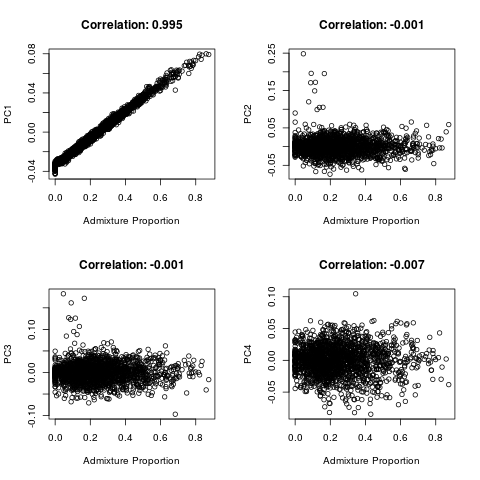 Correlation: 0.995
PC1
0.08
0.04
0.00
-0.04
0.0 0.2 0.4 0.6 0.8
Admixture Proportion
Correlation: -0.001
PC2
0.25
0.15
0.05
-0.05
0.0 0.2 0.4 0.6 0.8
Admixture Proportion
Correlation: -0.001
PC3
0.10
0.00
-0.10
0.0 0.2 0.4 0.6 0.8
Admixture Proportion
Correlation: -0.007
PC4
0.10
0.05
0.00
-0.05
0.0 0.2 0.4 0.6 0.8
Admixture Proportion